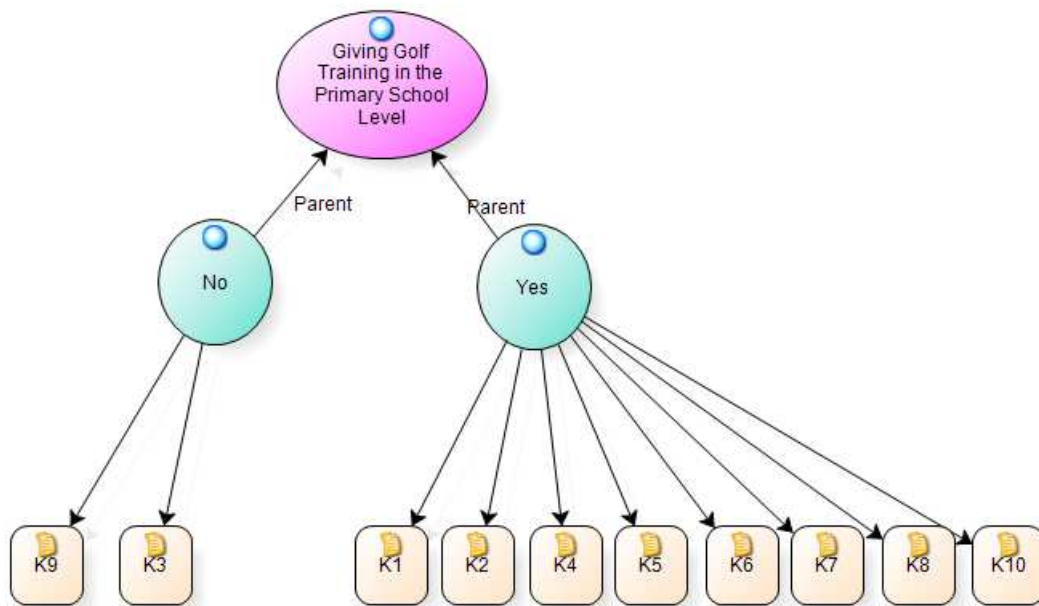 Giving Golf
Training in the
Primary School
Level
Parent
Parent
No
Yes
K9
K3
K1
K2
K4
K5
K6
K7
K8
K10